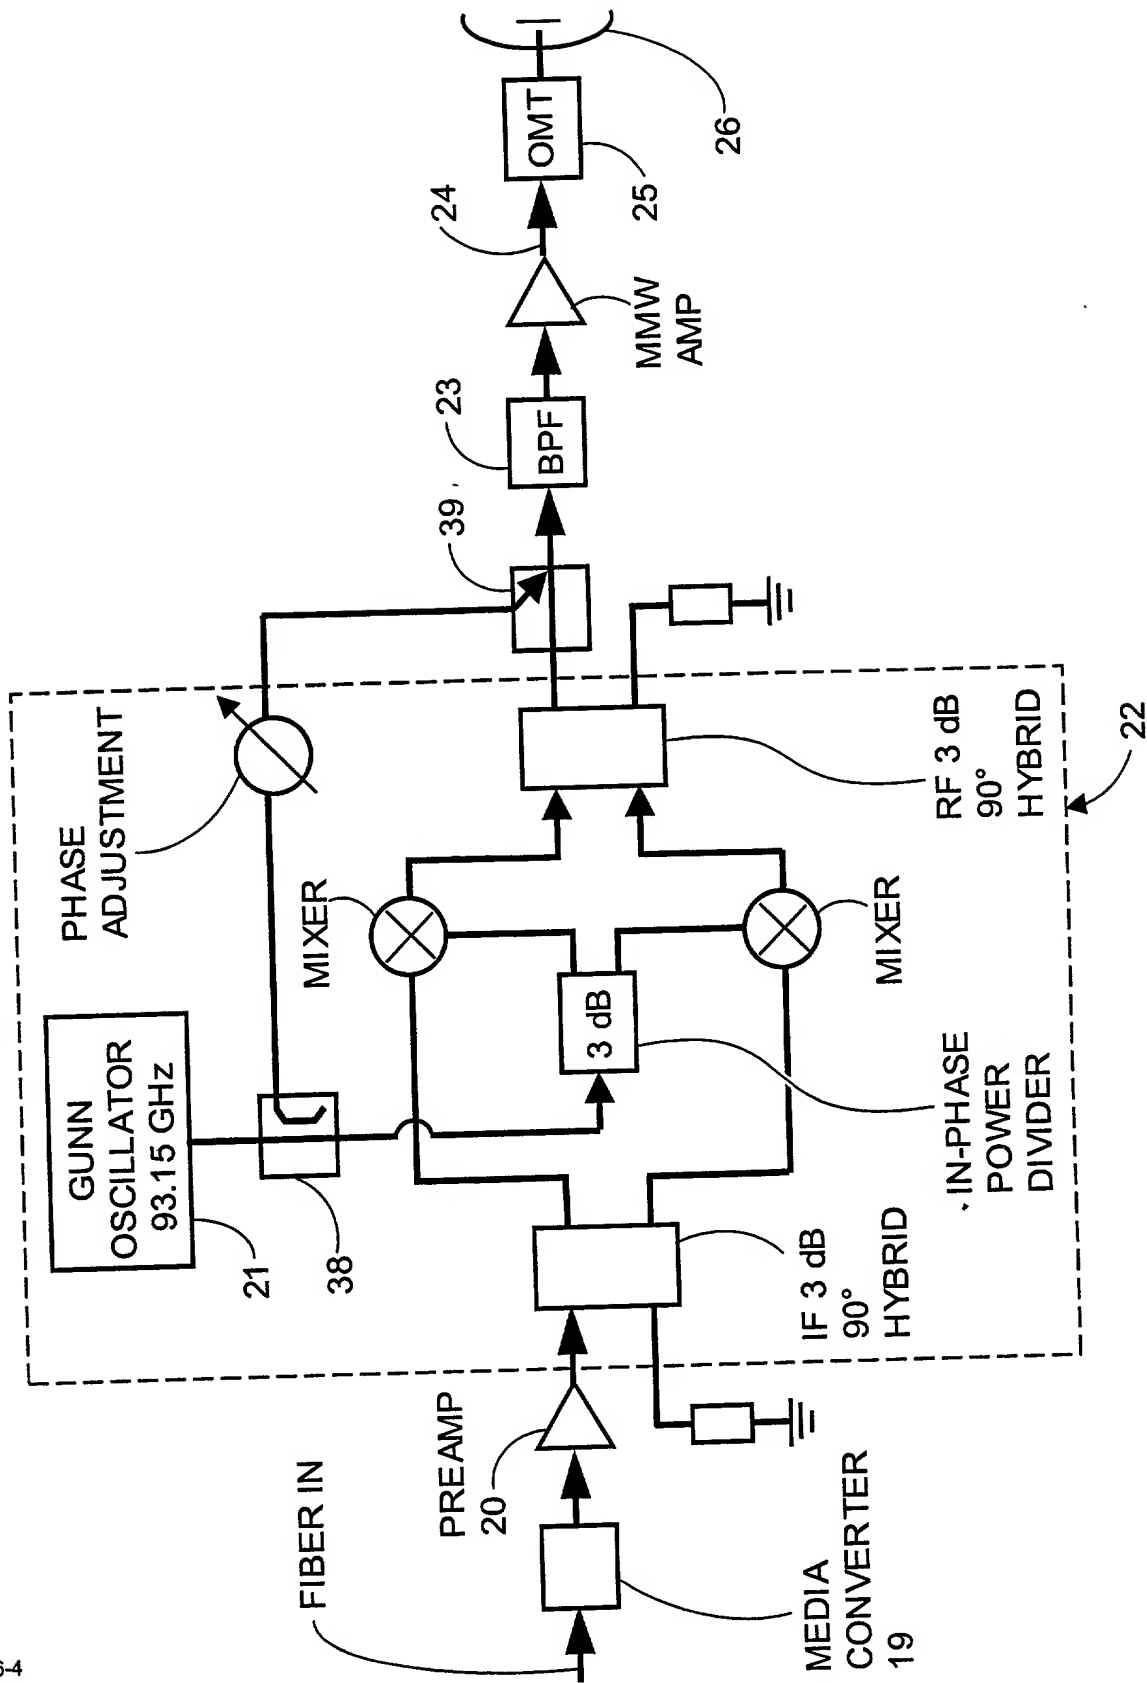 FIBER IN
MEDIA
CONVERTER
19
PREAMP
20
GUNN
OSCILLATOR
93.15 GHz
21
38
IF 3 dB
90°
HYBRID
PHASE
ADJUSTMENT
MIXER
3 dB
IN-PHASE
POWER
DIVIDER
MIXER
RF 3 dB
90°
HYBRID
22
39
BPF
23
MMW
AMP
24
OMT
25
26